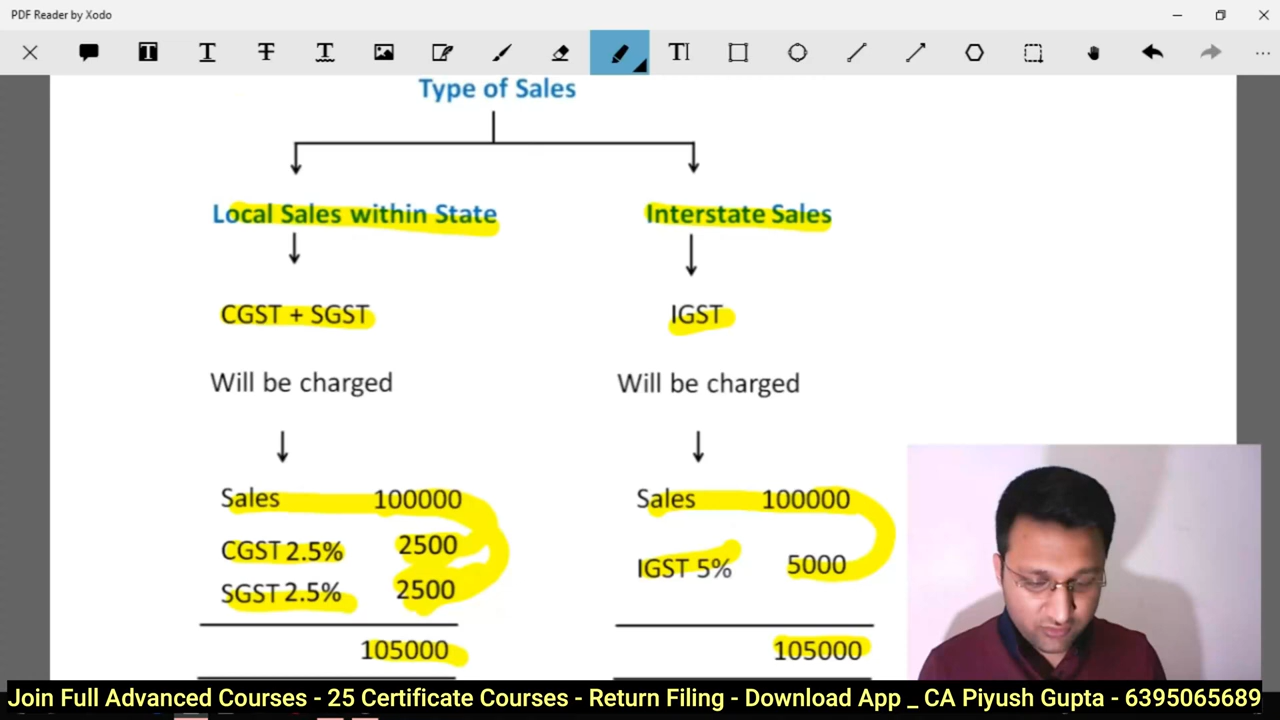 PDF Reader by Xodo
Type of Sales
Local Sales within State
Interstate Sales
CGST + SGST
IGST
Will be charged
Will be charged
Sales 100000
CGST 2.5% 2500
SGST 2.5% 2500
105000
Sales 100000
IGST 5% 5000
105000
Join Full Advanced Courses - 25 Certificate Courses - Return Filing - Download App _ CA Piyush Gupta - 6395065689